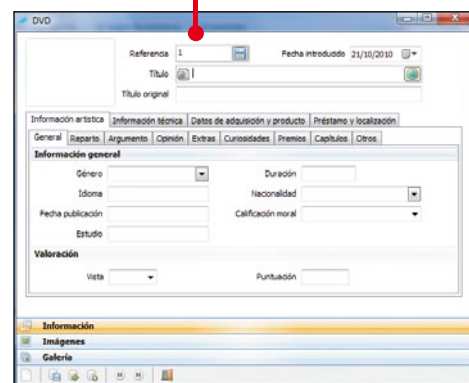 DVD
Referencia 1 Fecha introducido 21/10/2010
Título
Título original
Información artística Información técnica Datos de adquisición y producto Préstamo y localización
General Reparto Argumento Opinión Extras Curiosidades Premios Capítulos Otros
Información general
Género Duración
Idioma Nacionalidad
Fecha publicación Calificación moral
Estudio
Valoración
Vista Puntuación
Información
Imágenes
Galería